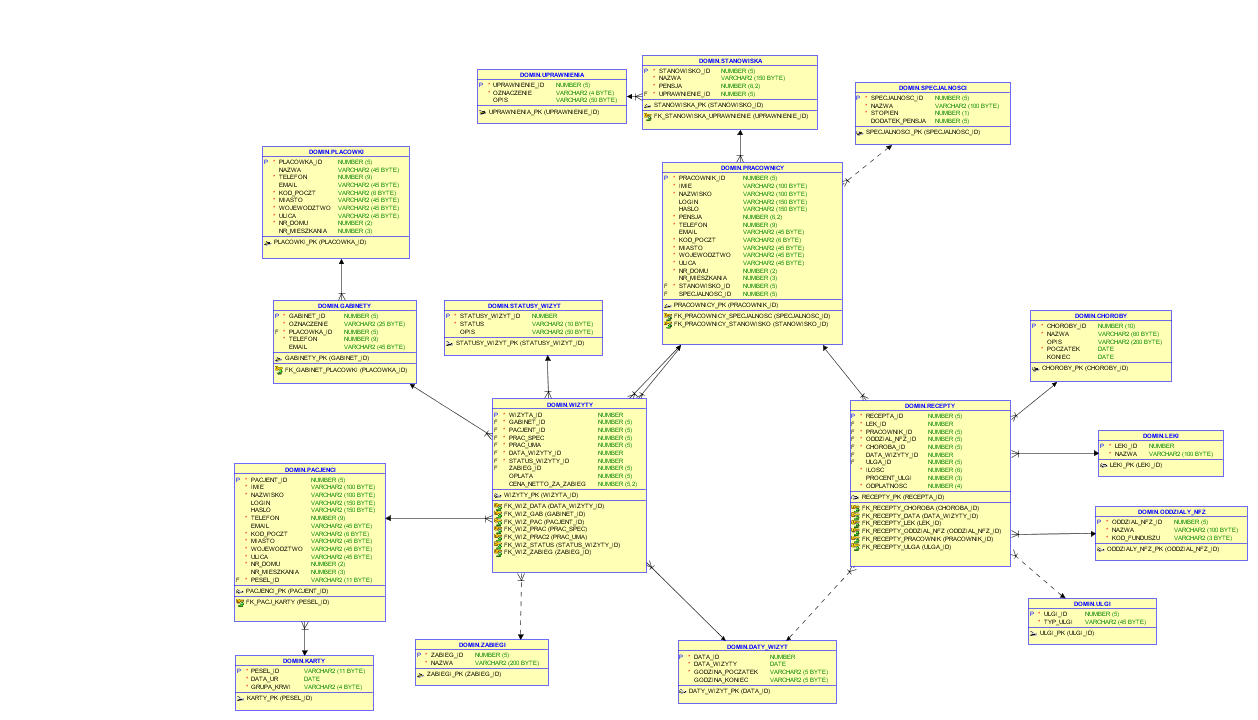 DOMIN.UPRAWNIENIA
P * UPRAWNIENIE_ID NUMBER (5)
* OZNACZENIE VARCHAR2 (4 BYTE)
OPIS VARCHAR2 (50 BYTE)
UPRAWNIENIA_PK (UPRAWNIENIE_ID)
DOMIN.STANOWISKA
P * STANOWISKO_ID NUMBER (5)
* NAZWA VARCHAR2 (150 BYTE)
* PENSJA NUMBER (6,2)
F * UPRAWNIENIE_ID NUMBER (5)
STANOWISKA_PK (STANOWISKO_ID)
FK_STANOWISKA_UPRAWNIENIE (UPRAWNIENIE_ID)
DOMIN.SPECJALNOSCI
P * SPECJALNOSC_ID NUMBER (5)
* NAZWA VARCHAR2 (100 BYTE)
* STOPIEN NUMBER (1)
DODATEK_PENSJA NUMBER (5)
SPECJALNOSCI_PK (SPECJALNOSC_ID)
DOMIN.PLACOWKI
P * PLACOWKA_ID NUMBER (5)
NAZWA VARCHAR2 (45 BYTE)
* TELEFON NUMBER (9)
EMAIL VARCHAR2 (45 BYTE)
* KOD_POCZT VARCHAR2 (6 BYTE)
* MIASTO VARCHAR2 (45 BYTE)
* WOJEWODZTWO VARCHAR2 (45 BYTE)
* ULICA VARCHAR2 (45 BYTE)
* NR_DOMU NUMBER (2)
NR_MIESZKANIA NUMBER (3)
PLACOWKI_PK (PLACOWKA_ID)
DOMIN.PRACOWNICY
P * PRACOWNIK_ID NUMBER (5)
* IMIE VARCHAR2 (100 BYTE)
* NAZWISKO VARCHAR2 (100 BYTE)
LOGIN VARCHAR2 (150 BYTE)
HASLO VARCHAR2 (150 BYTE)
* PENSJA NUMBER (6,2)
* TELEFON NUMBER (9)
EMAIL VARCHAR2 (45 BYTE)
* KOD_POCZT VARCHAR2 (6 BYTE)
* MIASTO VARCHAR2 (45 BYTE)
* WOJEWODZTWO VARCHAR2 (45 BYTE)
* ULICA VARCHAR2 (45 BYTE)
* NR_DOMU NUMBER (2)
NR_MIESZKANIA NUMBER (3)
F * STANOWISKO_ID NUMBER (5)
F SPECJALNOSC_ID NUMBER (5)
PRACOWNICY_PK (PRACOWNIK_ID)
FK_PRACOWNICY_SPECJALNOSC (SPECJALNOSC_ID)
FK_PRACOWNICY_STANOWISKO (STANOWISKO_ID)
DOMIN.GABINETY
P * GABINET_ID NUMBER (5)
* OZNACZENIE VARCHAR2 (25 BYTE)
F * PLACOWKA_ID NUMBER (5)
* TELEFON NUMBER (9)
EMAIL VARCHAR2 (45 BYTE)
GABINETY_PK (GABINET_ID)
FK_GABINET_PLACOWKI (PLACOWKA_ID)
DOMIN.STATUSY_WIZYT
P * STATUSY_WIZYT_ID NUMBER
* STATUS VARCHAR2 (10 BYTE)
OPIS VARCHAR2 (50 BYTE)
STATUSY_WIZYT_PK (STATUSY_WIZYT_ID)
DOMIN.CHOROBY
P * CHOROBY_ID NUMBER (10)
* NAZWA VARCHAR2 (60 BYTE)
OPIS VARCHAR2 (200 BYTE)
* POCZATEK DATE
KONIEC DATE
CHOROBY_PK (CHOROBY_ID)
DOMIN.WIZYTY
P * WIZYTA_ID NUMBER
F * GABINET_ID NUMBER (5)
F * PACJENT_ID NUMBER (5)
F * PRAC_SPEC NUMBER (5)
F * PRAC_UMA NUMBER (5)
F * DATA_WIZYTY_ID NUMBER
F * STATUS_WIZYTY_ID NUMBER
F ZABIEG_ID NUMBER (5)
OPLATA NUMBER (5)
CENA_NETTO_ZA_ZABIEG NUMBER (5,2)
WIZYTY_PK (WIZYTA_ID)
FK_WIZ_DATA (DATA_WIZYTY_ID)
FK_WIZ_GAB (GABINET_ID)
FK_WIZ_PAC (PACJENT_ID)
FK_WIZ_PRAC (PRAC_SPEC)
FK_WIZ_PRAC2 (PRAC_UMA)
FK_WIZ_STATUS (STATUS_WIZYTY_ID)
FK_WIZ_ZABIEG (ZABIEG_ID)
DOMIN.RECEPTY
P * RECEPTA_ID NUMBER (5)
F * LEK_ID NUMBER
F * PRACOWNIK_ID NUMBER (5)
F * ODDZIAL_NFZ_ID NUMBER (5)
F * CHOROBA_ID NUMBER (5)
F DATA_WIZYTY_ID NUMBER
F ULGA_ID NUMBER (5)
* ILOSC NUMBER (6)
PROCENT_ULGI NUMBER (3)
* ODPLATNOSC NUMBER (4)
RECEPTY_PK (RECEPTA_ID)
FK_RECEPTY_CHOROBA (CHOROBA_ID)
FK_RECEPTY_DATA (DATA_WIZYTY_ID)
FK_RECEPTY_LEK (LEK_ID)
FK_RECEPTY_ODDZIAL_NFZ (ODDZIAL_NFZ_ID)
FK_RECEPTY_PRACOWNIK (PRACOWNIK_ID)
FK_RECEPTY_ULGA (ULGA_ID)
DOMIN.LEKI
P * LEKI_ID NUMBER
* NAZWA VARCHAR2 (100 BYTE)
LEKI_PK (LEKI_ID)
DOMIN.PACJENCI
P * PACJENT_ID NUMBER (5)
* IMIE VARCHAR2 (100 BYTE)
* NAZWISKO VARCHAR2 (100 BYTE)
LOGIN VARCHAR2 (150 BYTE)
HASLO VARCHAR2 (150 BYTE)
* TELEFON NUMBER (9)
EMAIL VARCHAR2 (45 BYTE)
* KOD_POCZT VARCHAR2 (6 BYTE)
* MIASTO VARCHAR2 (45 BYTE)
* WOJEWODZTWO VARCHAR2 (45 BYTE)
* ULICA VARCHAR2 (45 BYTE)
* NR_DOMU NUMBER (2)
NR_MIESZKANIA NUMBER (3)
F * PESEL_ID VARCHAR2 (11 BYTE)
PACJENCI_PK (PACJENT_ID)
FK_PACJ_KARTY (PESEL_ID)
DOMIN.ODDZIALY_NFZ
P * ODDZIAL_NFZ_ID NUMBER (5)
* NAZWA VARCHAR2 (100 BYTE)
* KOD_FUNDUSZU VARCHAR2 (3 BYTE)
ODDZIALY_NFZ_PK (ODDZIAL_NFZ_ID)
DOMIN.ULGI
P * ULGI_ID NUMBER (5)
* TYP_ULGI VARCHAR2 (45 BYTE)
ULGI_PK (ULGI_ID)
DOMIN.KARTY
P * PESEL_ID VARCHAR2 (11 BYTE)
* DATA_UR DATE
* GRUPA_KRWI VARCHAR2 (4 BYTE)
KARTY_PK (PESEL_ID)
DOMIN.ZABIEGI
P * ZABIEG_ID NUMBER (5)
* NAZWA VARCHAR2 (200 BYTE)
ZABIEGI_PK (ZABIEG_ID)
DOMIN.DATY_WIZYT
P * DATA_ID NUMBER
* DATA_WIZYTY DATE
* GODZINA_POCZATEK VARCHAR2 (5 BYTE)
GODZINA_KONIEC VARCHAR2 (5 BYTE)
DATY_WIZYT_PK (DATA_ID)